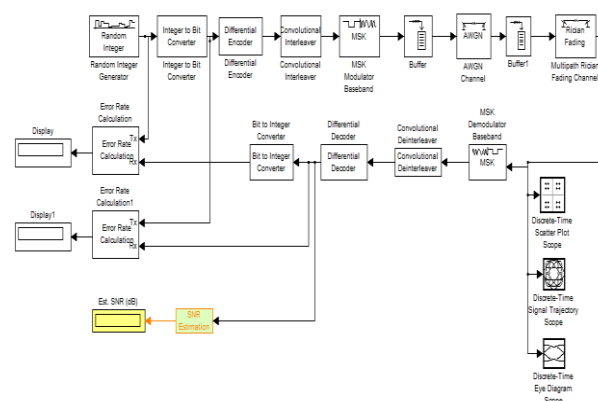 Random
Integer
Random Integer
Generator
Integer to Bit
Converter
Integer to Bit
Converter
Differential
Encoder
Differential
Encoder
Convolutional
Interleaver
Convolutional
Interleaver
MSK
MSK
Modulator
Baseband
Buffer
AWGN
AWGN
Channel
Buffer1
Rician
Fading
Multipath Rician
Fading Channel
Error Rate
Calculation
Display
Error Rate
Calculation
Tx
Rx
Bit to Integer
Converter
Bit to Integer
Converter
Differential
Decoder
Differential
Decoder
Convolutional
Deinterleaver
Convolutional
Deinterleaver
MSK
Demodulator
Baseband
MSK
Error Rate
Calculation1
Display1
Error Rate
Calculation
Tx
Rx
Discrete-Time
Scatter Plot
Scope
Est. SNR (dB)
SNR
Estimation
Discrete-Time
Signal Trajectory
Scope
Discrete-Time
Eye Diagram
Scope